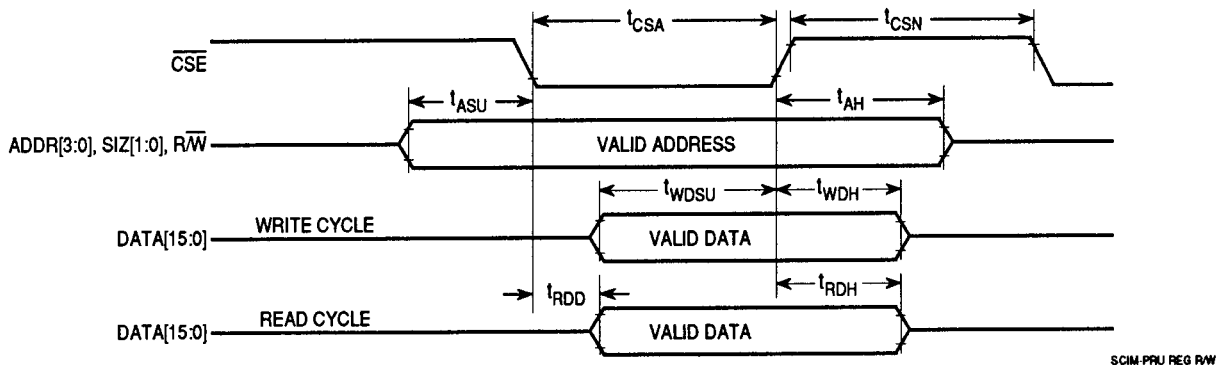 tCSA
tCSN
CSE
tASU
tAH
ADDR[3:0], SIZ[1:0], R/W
VALID ADDRESS
tWDSU
tWDH
WRITE CYCLE
DATA[15:0]
VALID DATA
tRDD
tRDH
READ CYCLE
DATA[15:0]
VALID DATA
SCIM-PRU REG R/W